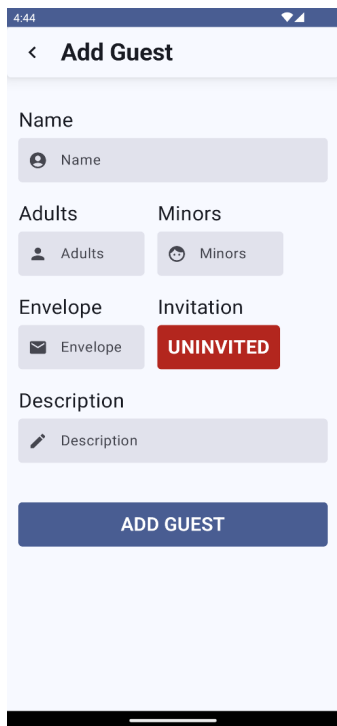 4:44
Add Guest
Name
Name
Adults Minors
Adults Minors
Envelope Invitation
Envelope UNINVITED
Description
Description
ADD GUEST